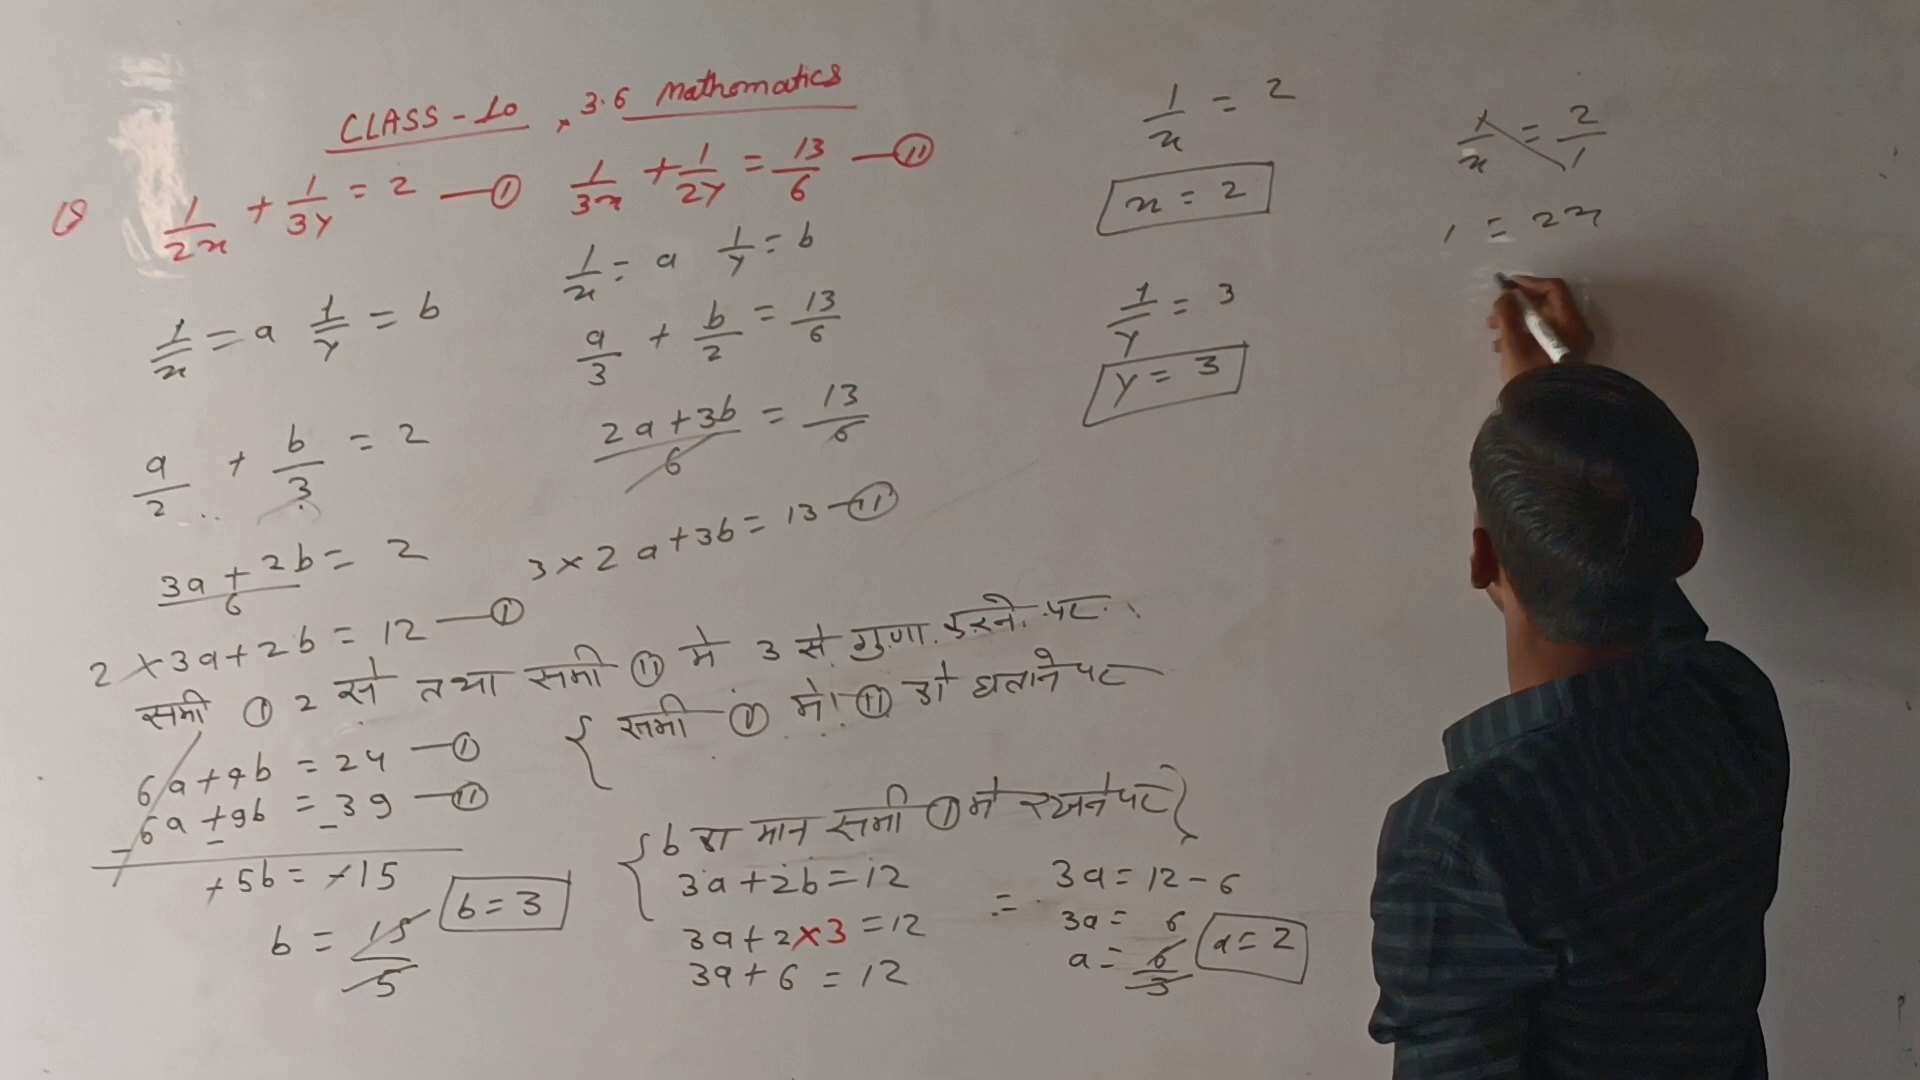 CLASS-10, 3.6 Mathomatics
Q 1/2x + 1/3y = 2 —① 1/3x + 1/2y = 13/6 —⑪
1/x = a 1/y = b
a/2 + b/3 = 2
3a + 2b/6 = 2
2 × 3a + 2b = 12 —①
1/x = a 1/y = b
a/3 + b/2 = 13/6
2a + 3b/6 = 13/6
3 × 2a + 3b = 13 —⑪
समी ① 2 से तथा समी ⑪ मे 3 से गुणा करने पर
{ समी ① मे ⑪ को घताने पर
6a + 4b = 24 —①
-6a + 9b = -39 —⑪
+5b = -15
b = 15/5
b = 3
{ b का मान समी ① मे रखने पर }
3a + 2b = 12
3a + 2×3 = 12
3a + 6 = 12
= 3a = 12 - 6
3a = 6
a = 6/3
a = 2
1/x = 2
x = 2
1/y = 3
y = 3
1/x = 2/1
1 = 2x